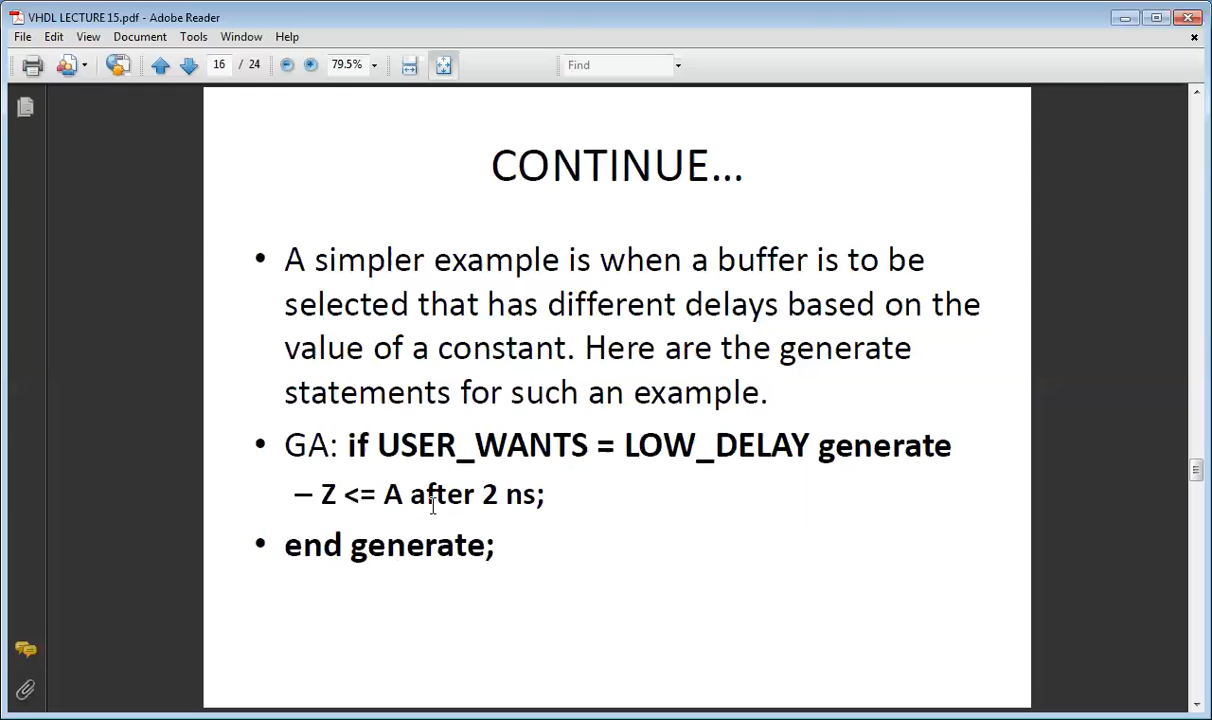 VHDL LECTURE 15.pdf - Adobe Reader
File Edit View Document Tools Window Help
16 / 24 79.5% Find
CONTINUE...
• A simpler example is when a buffer is to be
selected that has different delays based on the
value of a constant. Here are the generate
statements for such an example.
• GA: if USER_WANTS = LOW_DELAY generate
– Z <= A after 2 ns;
• end generate;